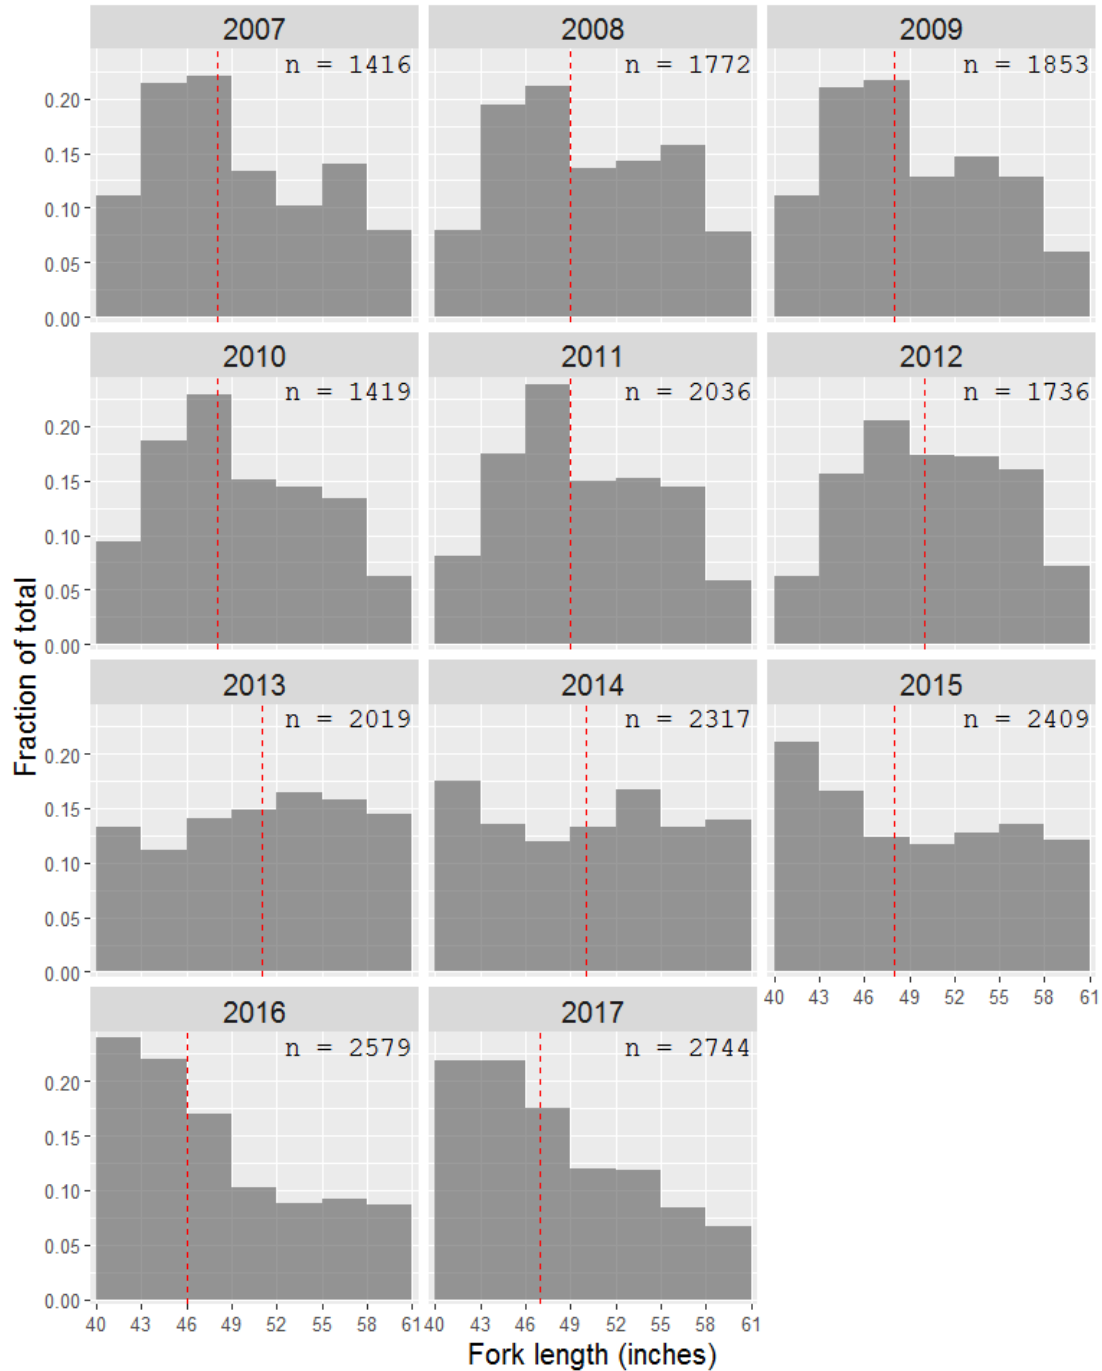 2007 2008 2009
n = 1416 n = 1772 n = 1853
0.20
0.15
0.10
0.05
0.00
2010 2011 2012
n = 1419 n = 2036 n = 1736
0.20
0.15
0.10
0.05
0.00
Fraction of total
2013 2014 2015
n = 2019 n = 2317 n = 2409
0.20
0.15
0.10
0.05
0.00
40 43 46 49 52 55 58 61
2016 2017
n = 2579 n = 2744
0.20
0.15
0.10
0.05
0.00
40 43 46 49 52 55 58 61 40 43 46 49 52 55 58 61
Fork length (inches)